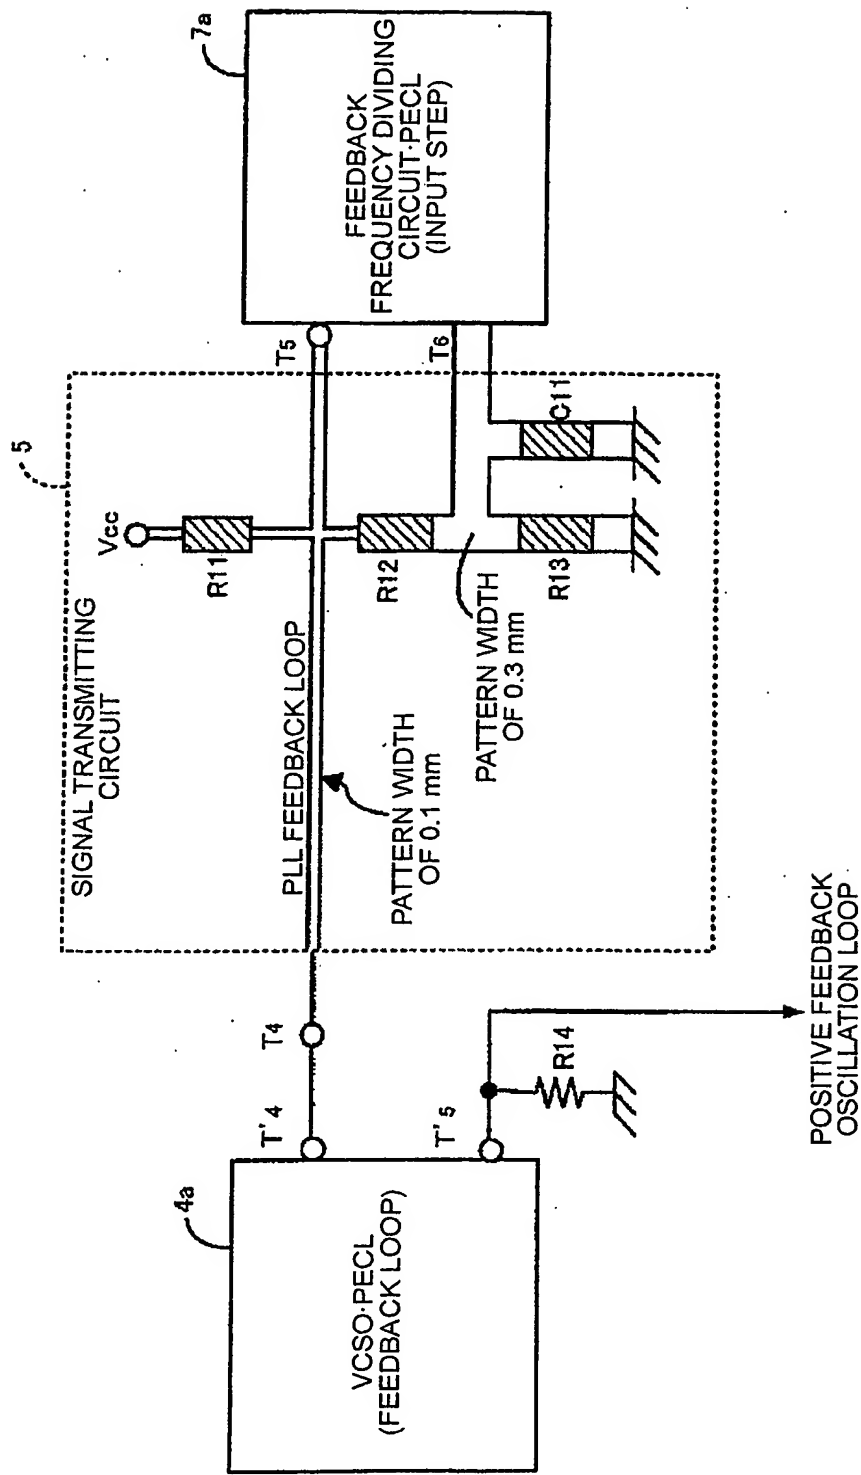 4a
VCSO·PECL
(FEEDBACK LOOP)
T'4
T'5
T4
R14
POSITIVE FEEDBACK
OSCILLATION LOOP
5
SIGNAL TRANSMITTING
CIRCUIT
PLL FEEDBACK LOOP
PATTERN WIDTH
OF 0.1 mm
Vcc
R11
R12
R13
C11
PATTERN WIDTH
OF 0.3 mm
T5
T6
7a
FEEDBACK
FREQUENCY DIVIDING
CIRCUIT·PECL
(INPUT STEP)